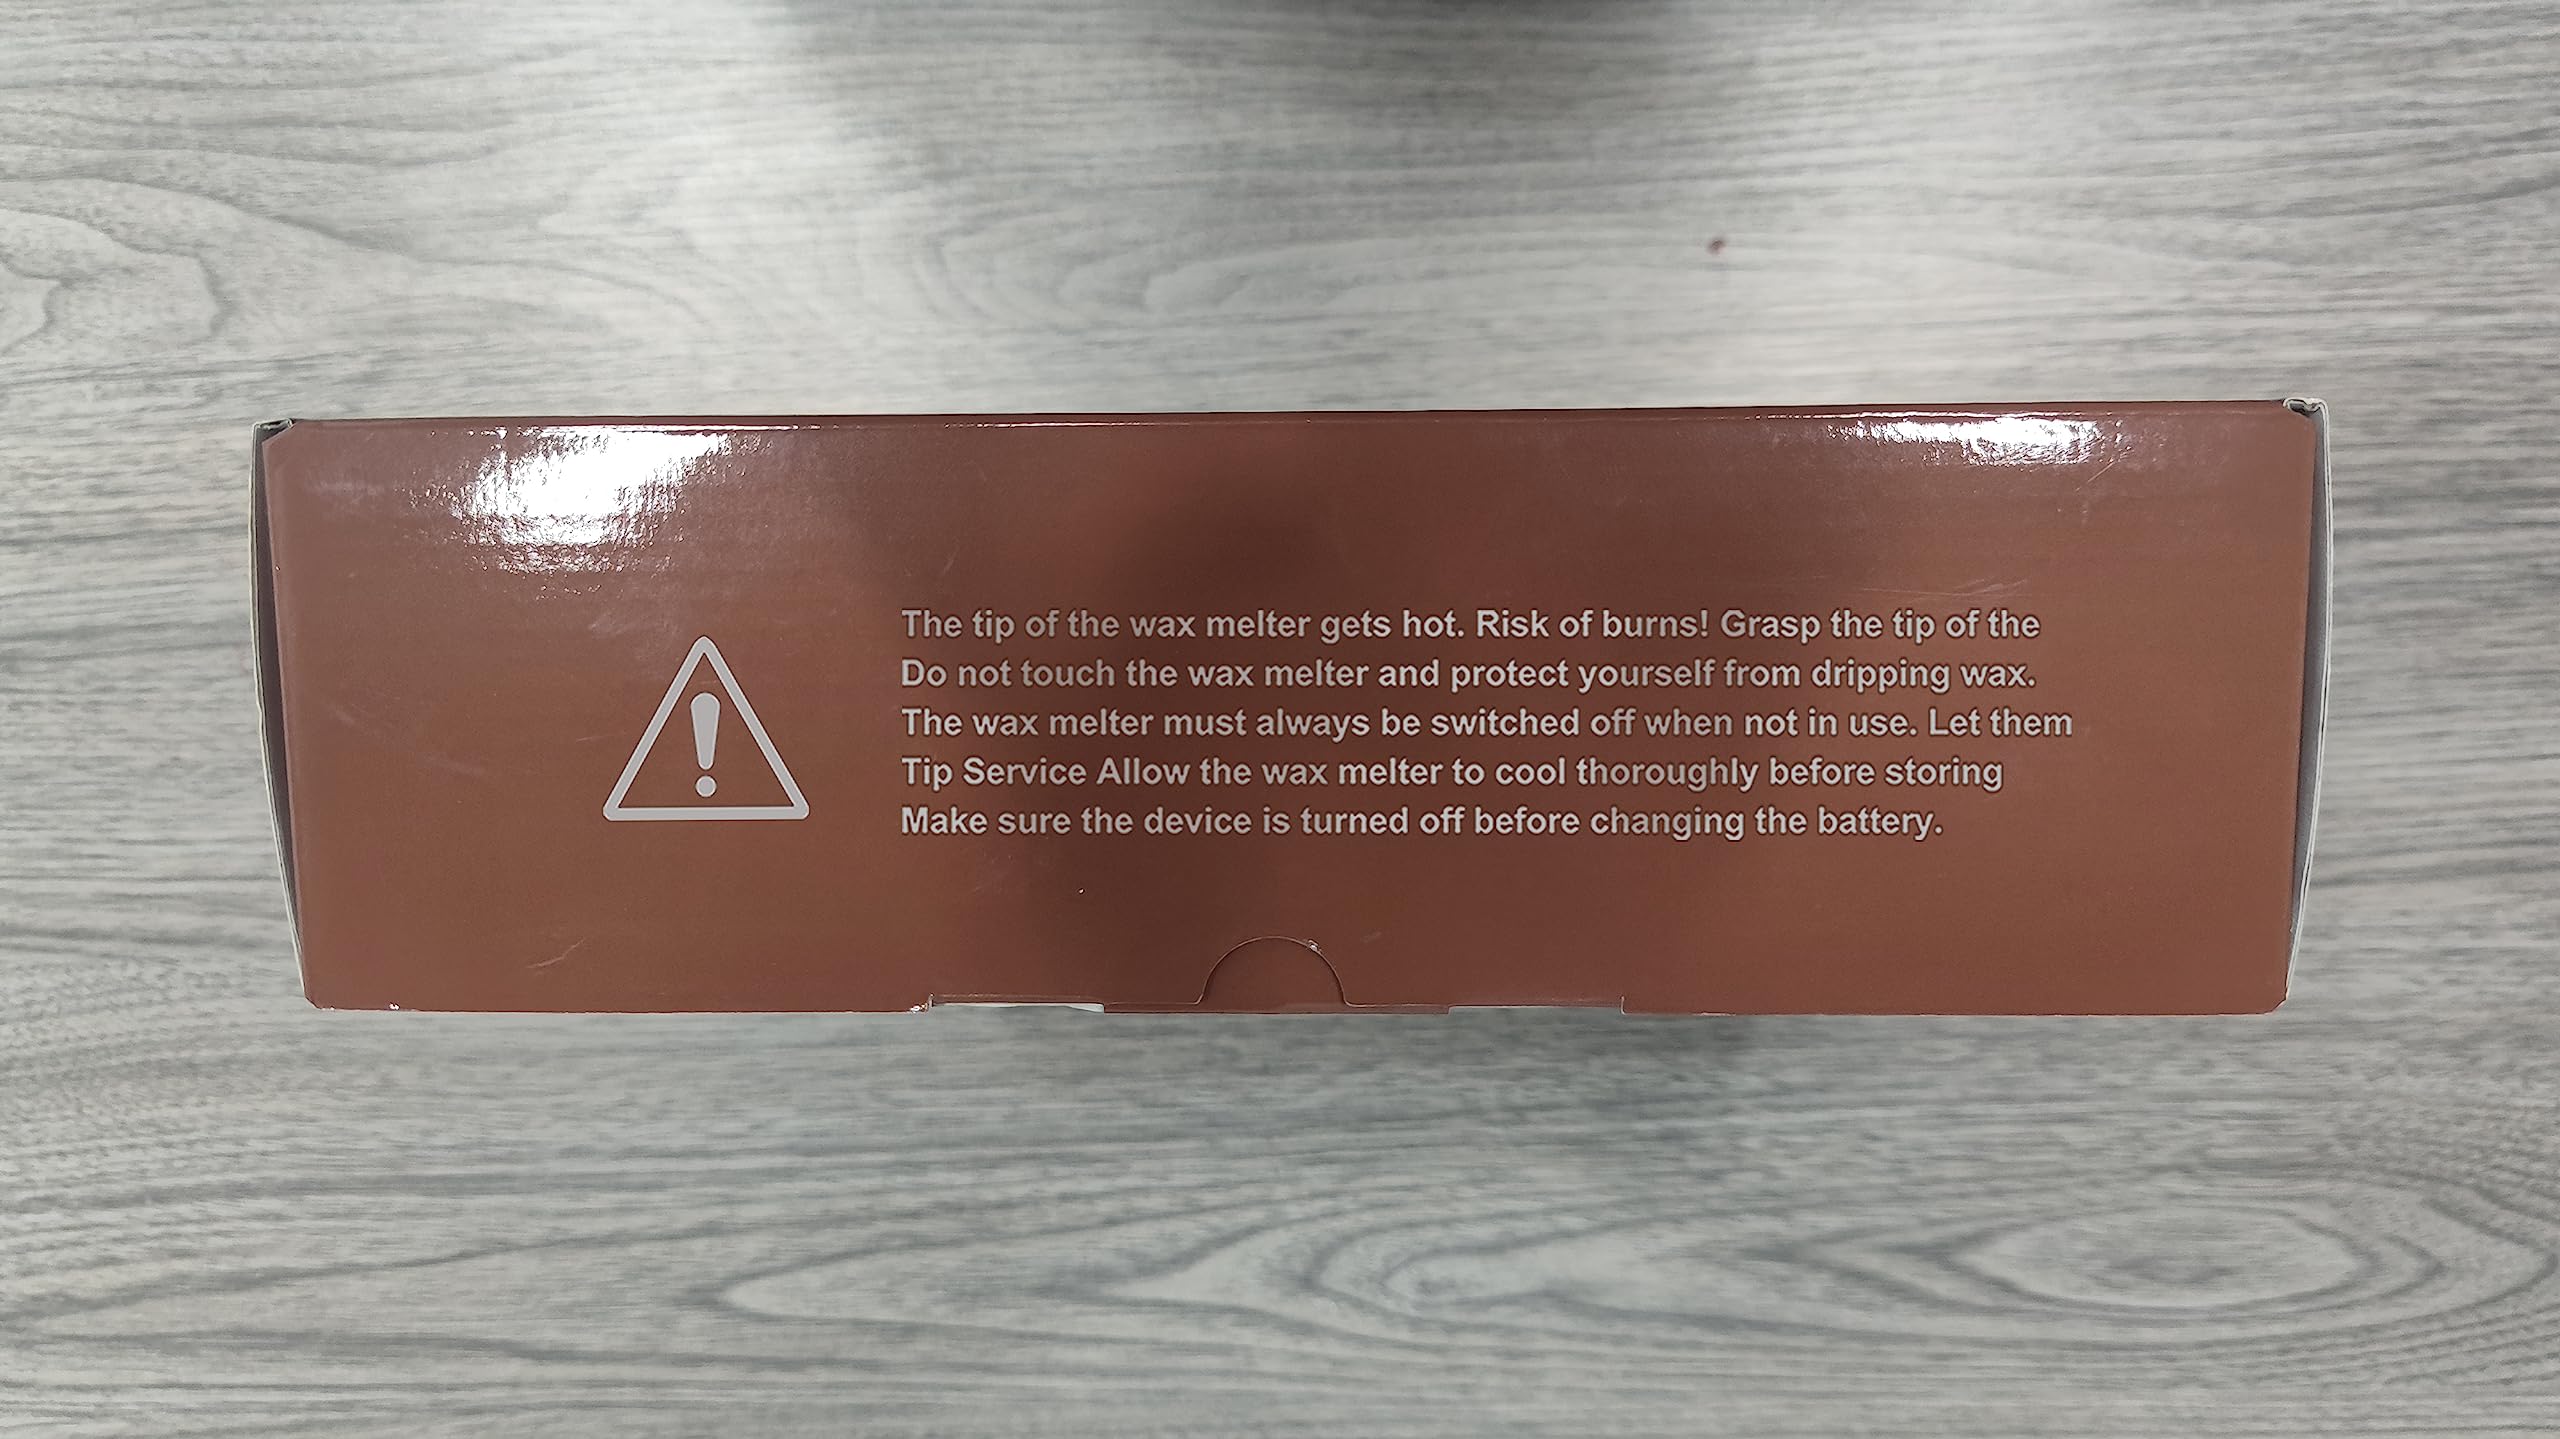 The tip of the wax melter gets hot. Risk of burns! Grasp the tip of the
Do not touch the wax melter and protect yourself from dripping wax.
The wax melter must always be switched off when not in use. Let them
Tip Service Allow the wax melter to cool thoroughly before storing
Make sure the device is turned off before changing the battery.